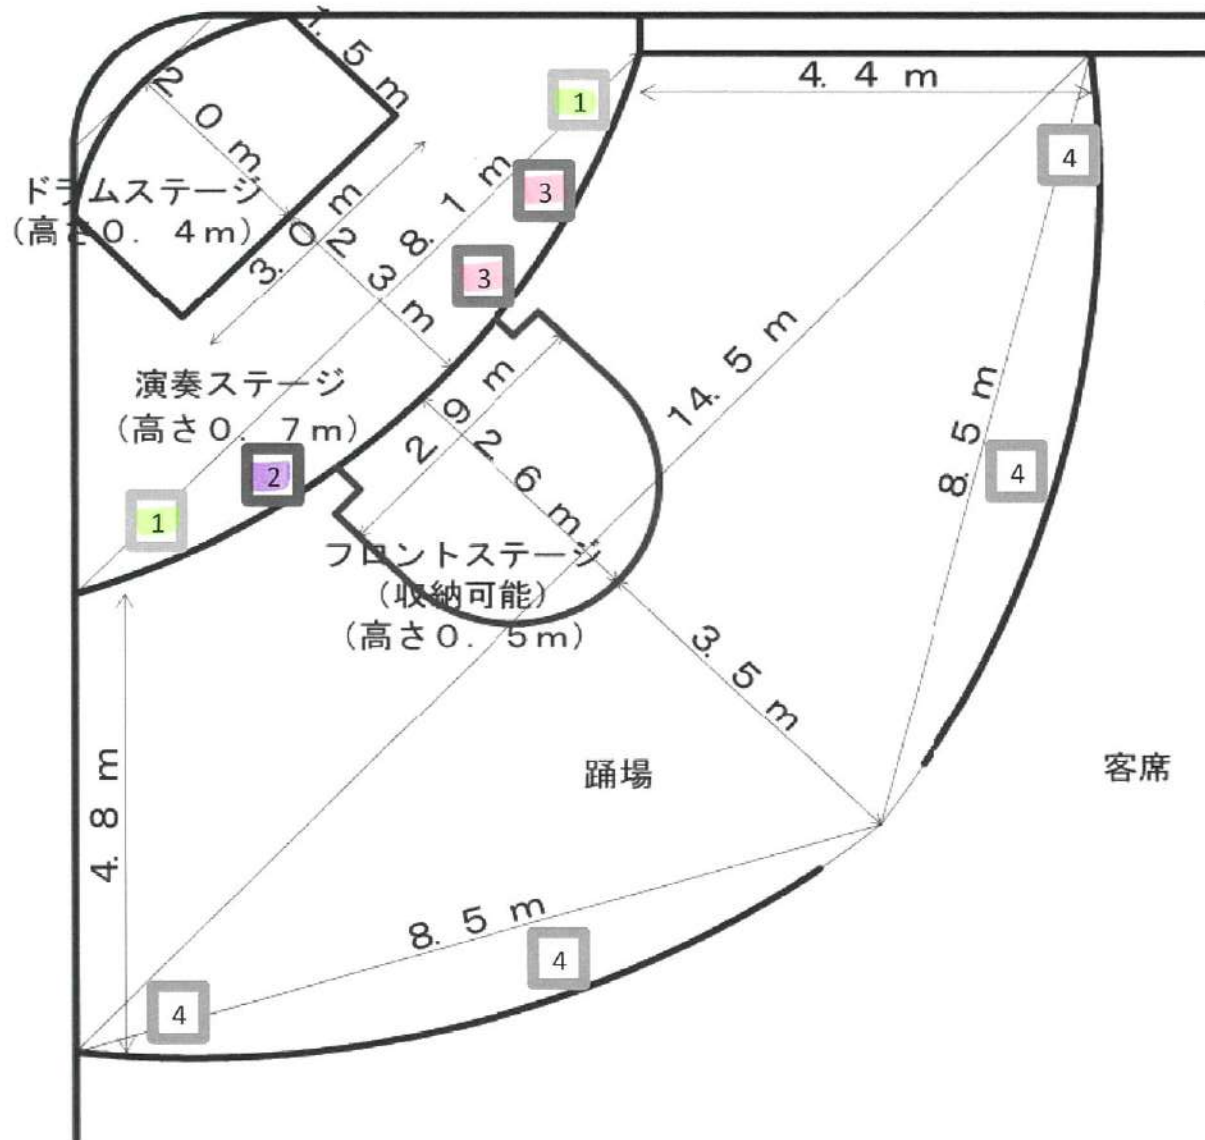 1. 5 m
4. 4 m
1
4
2 0 m
3
ドラムステージ
(高さ0. 4m)
8. 1 m
3. 0 m
2 3 m
3
演奏ステージ
(高さ0. 7m)
2 9 m
14. 5 m
2
2 6 m
8. 5 m
4
1
フロントステージ
(収納可能)
(高さ0. 5m)
3. 5 m
踊場
客席
4. 8 m
8. 5 m
4
4